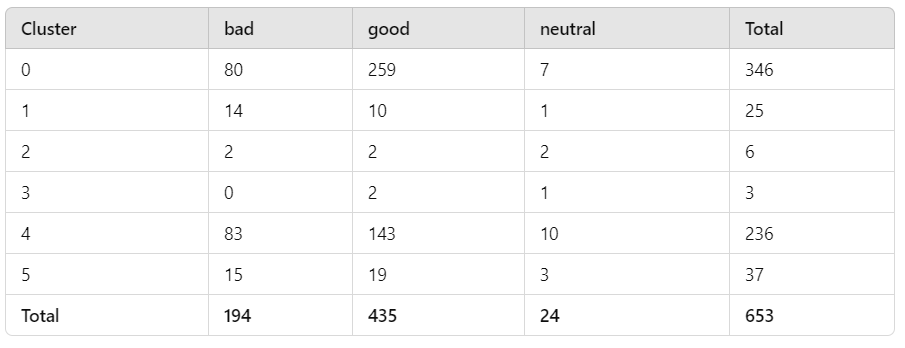 Cluster bad good neutral Total
0 80 259 7 346
1 14 10 1 25
2 2 2 2 6
3 0 2 1 3
4 83 143 10 236
5 15 19 3 37
Total 194 435 24 653